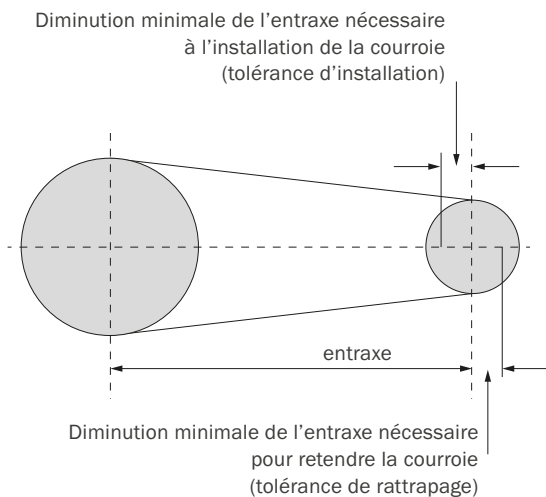 Diminution minimale de l'entraxe nécessaire
à l'installation de la courroie
(tolérance d'installation)
entraxe
Diminution minimale de l'entraxe nécessaire
pour retendre la courroie
(tolérance de rattrapage)